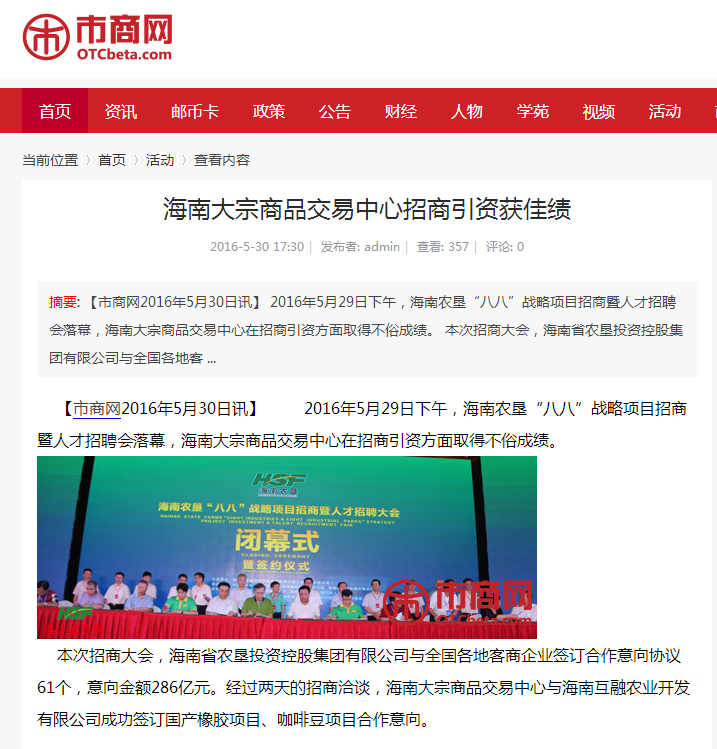 市商网
OTCbeta.com
首页 资讯 邮币卡 政策 公告 财经 人物 学苑 视频 活动
当前位置 〉首页 〉活动 〉查看内容
海南大宗商品交易中心招商引资获佳绩
2016-5-30 17:30 | 发布者: admin | 查看: 357 | 评论: 0
摘要: 【市商网2016年5月30日讯】 2016年5月29日下午，海南农垦“八八”战略项目招商暨人才招聘
会落幕，海南大宗商品交易中心在招商引资方面取得不俗成绩。 本次招商大会，海南省农垦投资控股集
团有限公司与全国各地客 ...
【市商网2016年5月30日讯】 2016年5月29日下午，海南农垦“八八”战略项目招商
暨人才招聘会落幕，海南大宗商品交易中心在招商引资方面取得不俗成绩。
HSF
海南农垦
海南农垦“八八”战略项目招商暨人才招聘大会
HAINAN STATE FARMS "EIGHT INDUSTRIES & EIGHT INDUSTRIAL PARKS" STRATEGY
PROJECT INVESTMENT & TALENT RECRUITMENT FAIR
闭幕式
CLOSING CEREMONY
暨签约仪式
市商网
OTCbeta.com
HSF
本次招商大会，海南省农垦投资控股集团有限公司与全国各地客商企业签订合作意向协议
61个，意向金额286亿元。经过两天的招商洽谈，海南大宗商品交易中心与海南互融农业开发
有限公司成功签订国产橡胶项目、咖啡豆项目合作意向。